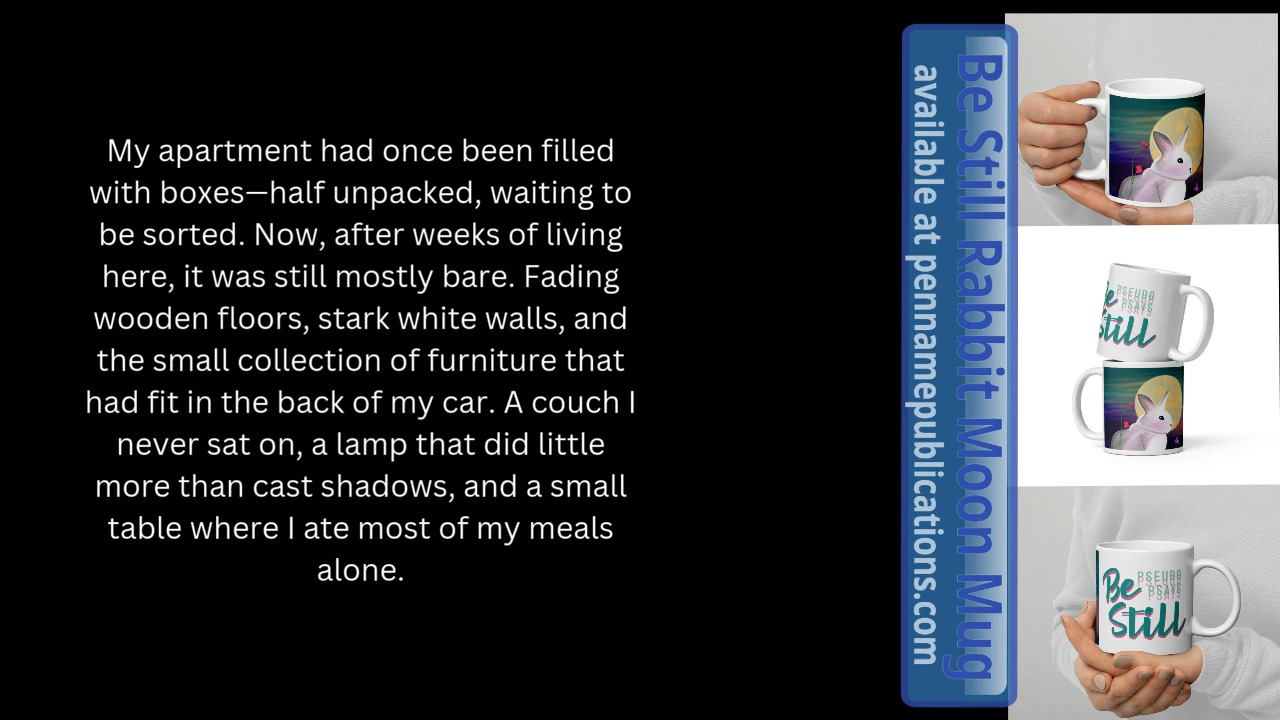 My apartment had once been filled
with boxes—half unpacked, waiting to
be sorted. Now, after weeks of living
here, it was still mostly bare. Fading
wooden floors, stark white walls, and
the small collection of furniture that
had fit in the back of my car. A couch I
never sat on, a lamp that did little
more than cast shadows, and a small
table where I ate most of my meals
alone.
Be Still Rabbit Moon Mug
available at pennamepublications.com
Be
Still
PSEUDO
PSAYS
Be
Still
PSEUDO
PSAYS